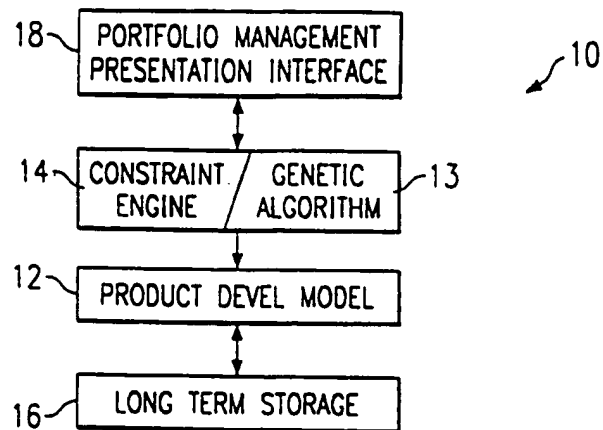 18
PORTFOLIO MANAGEMENT
PRESENTATION INTERFACE
10
14
CONSTRAINT
ENGINE
GENETIC
ALGORITHM
13
12
PRODUCT DEVEL MODEL
16
LONG TERM STORAGE